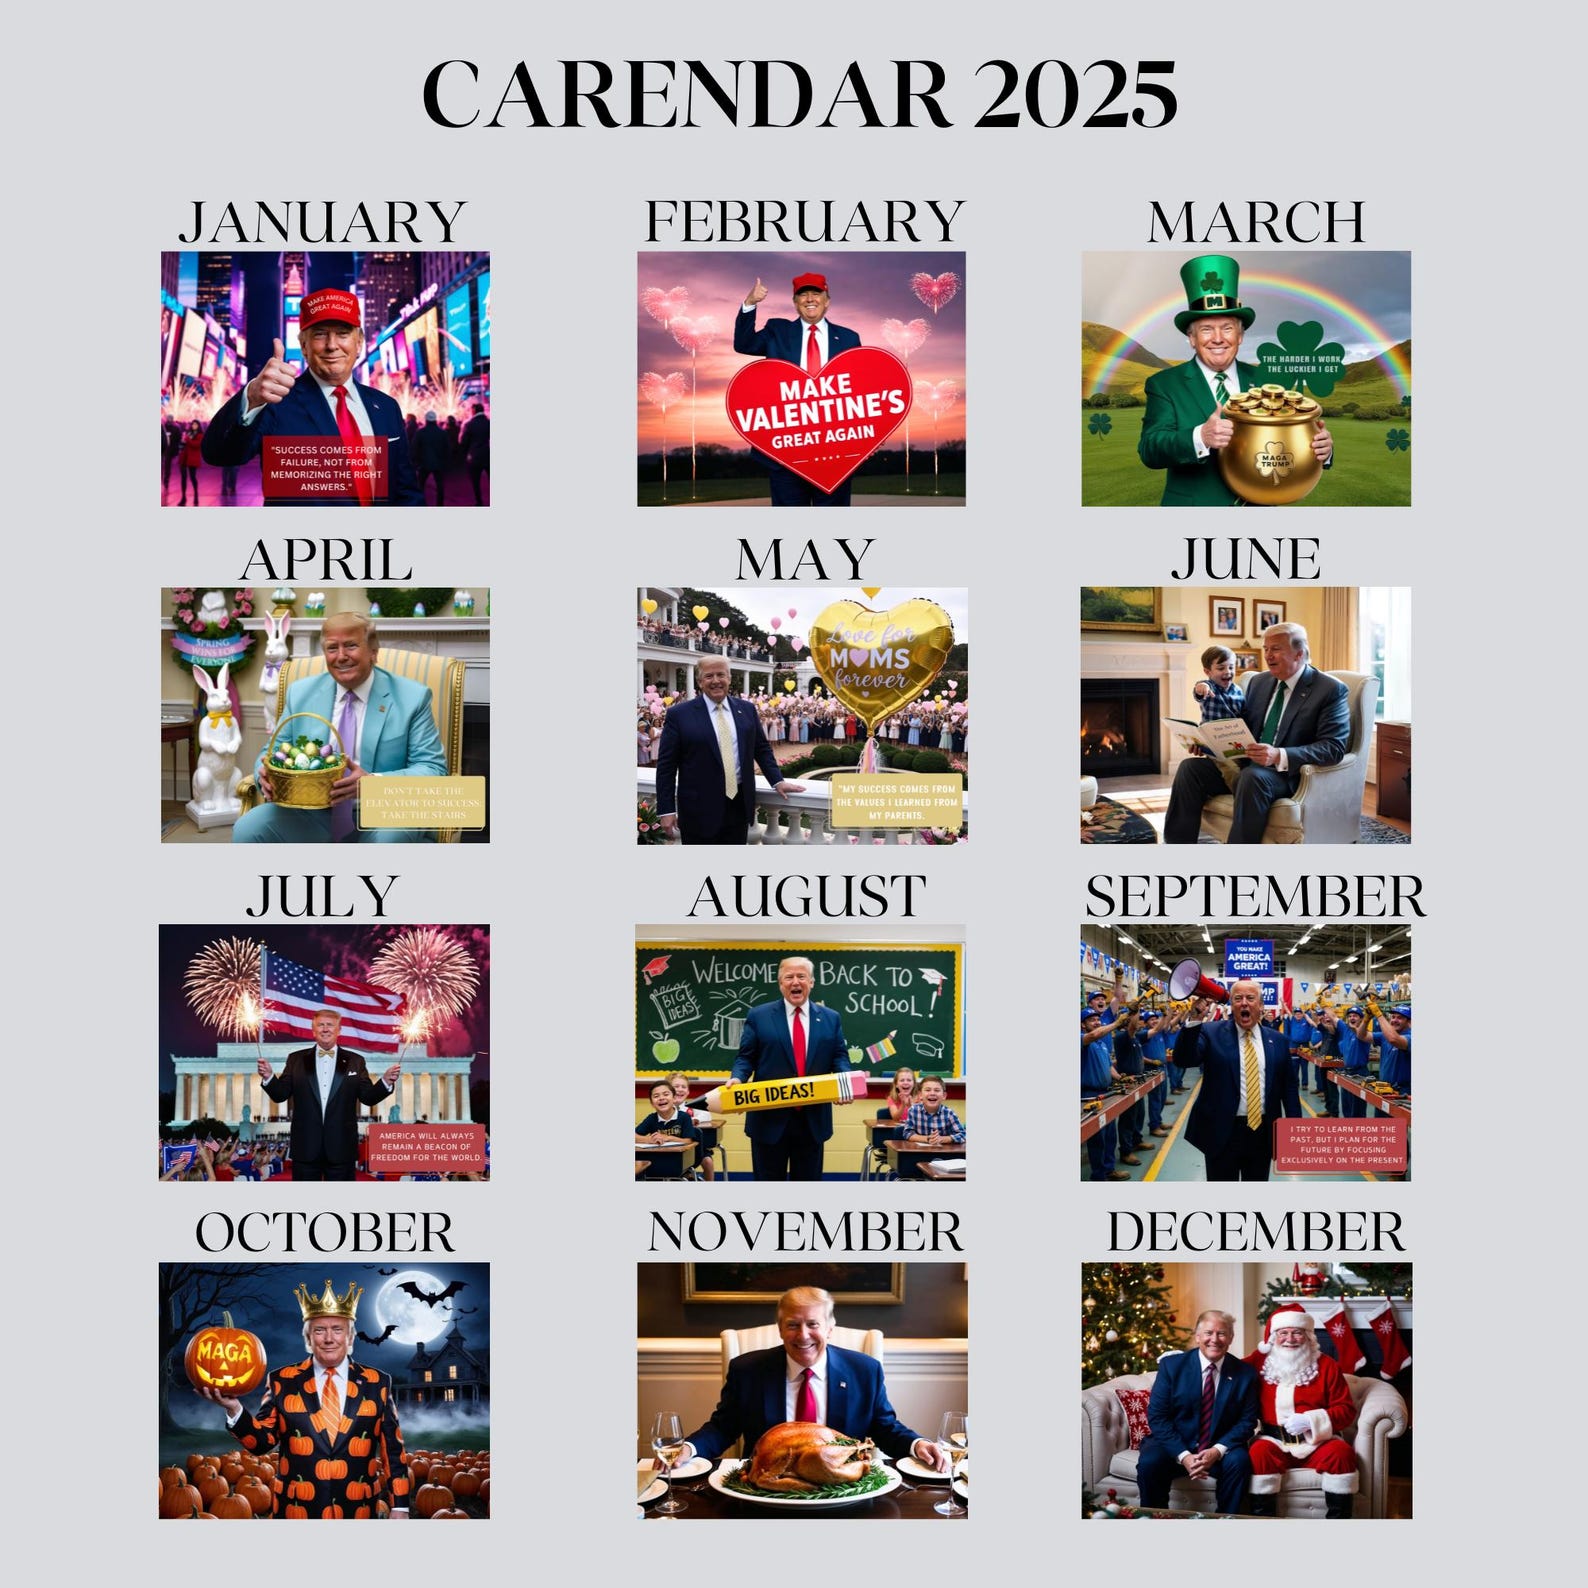 CARENDAR 2025
JANUARY
FEBRUARY
MARCH
MAKE AMERICA
GREAT AGAIN
"SUCCESS COMES FROM
FAILURE, NOT FROM
MEMORIZING THE RIGHT
ANSWERS."
MAKE
VALENTINE'S
GREAT AGAIN
M
THE HARDER I WORK
THE LUCKIER I GET
MAGA
TRUMP
APRIL
MAY
JUNE
SPRING
WINS FOR
EVERYONE
DON'T TAKE THE
ELEVATOR TO SUCCESS.
TAKE THE STAIRS
Love for
MOMS
forever
"MY SUCCESS COMES FROM
THE VALUES I LEARNED FROM
MY PARENTS.
The Art of
Fatherhood
JULY
AUGUST
SEPTEMBER
AMERICA WILL ALWAYS
REMAIN A BEACON OF
FREEDOM FOR THE WORLD.
WELCOME BACK TO
SCHOOL!
BIG
IDEAS!
BIG IDEAS!
YOU MAKE
AMERICA
GREAT!
I TRY TO LEARN FROM THE
PAST, BUT I PLAN FOR THE
FUTURE BY FOCUSING
EXCLUSIVELY ON THE PRESENT
OCTOBER
NOVEMBER
DECEMBER
MAGA